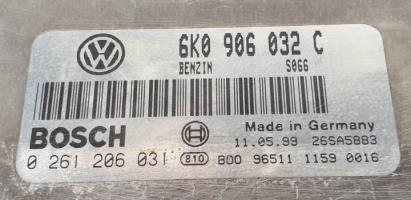 6K0 906 032 C
BENZIN S066
BOSCH
Made in Germany
11.05.99 26SA5883
0 261 206 031 810 B00 96511 1159 0016